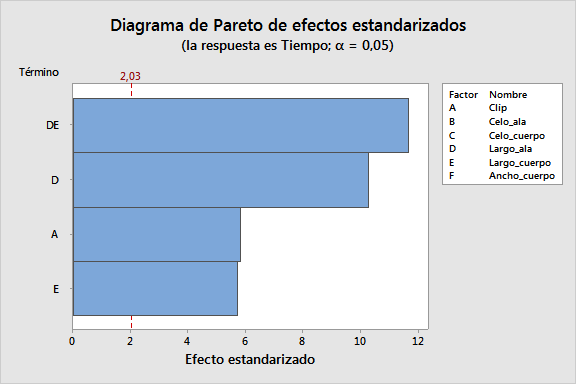 Diagrama de Pareto de efectos estandarizados
(la respuesta es Tiempo; α = 0,05)
Término
2,03
DE
D
A
E
0 2 4 6 8 10 12
Efecto estandarizado
Factor Nombre
A Clip
B Celo_ala
C Celo_cuerpo
D Largo_ala
E Largo_cuerpo
F Ancho_cuerpo